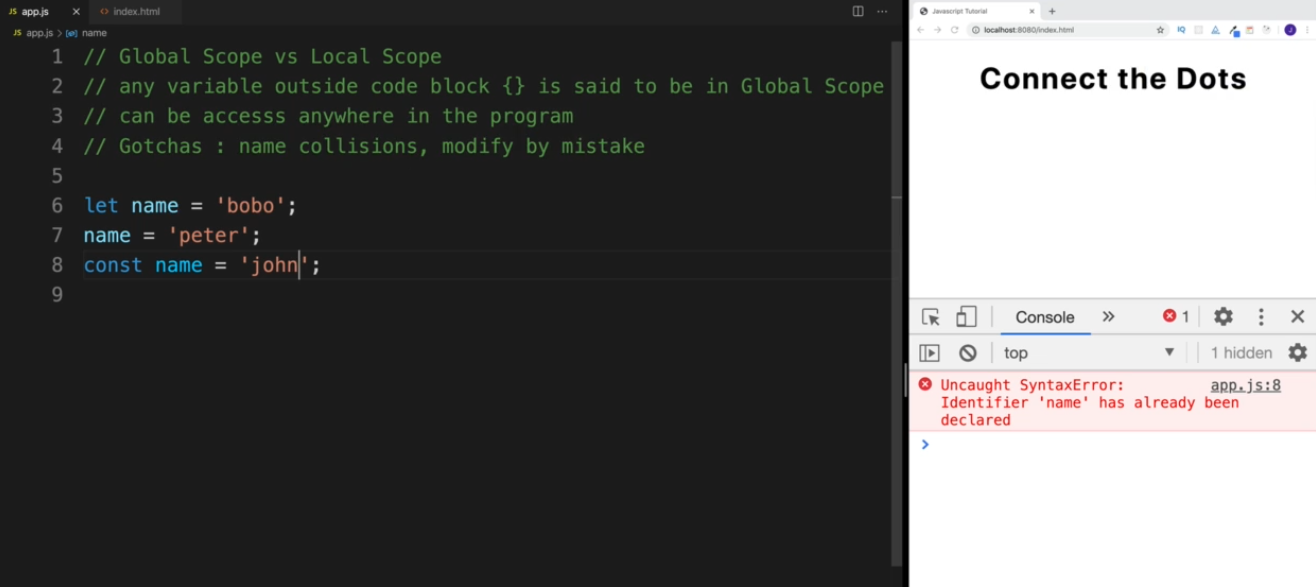 JS app.js × <> index.html
JS app.js > name
1 // Global Scope vs Local Scope
2 // any variable outside code block {} is said to be in Global Scope
3 // can be accesss anywhere in the program
4 // Gotchas : name collisions, modify by mistake
5
6 let name = 'bobo';
7 name = 'peter';
8 const name = 'john';
9
Javascript Tutorial × +
localhost:8080/index.html
IQ
J
Connect the Dots
Console » 1
top ▼ 1 hidden
Uncaught SyntaxError: app.js:8
Identifier 'name' has already been
declared
>